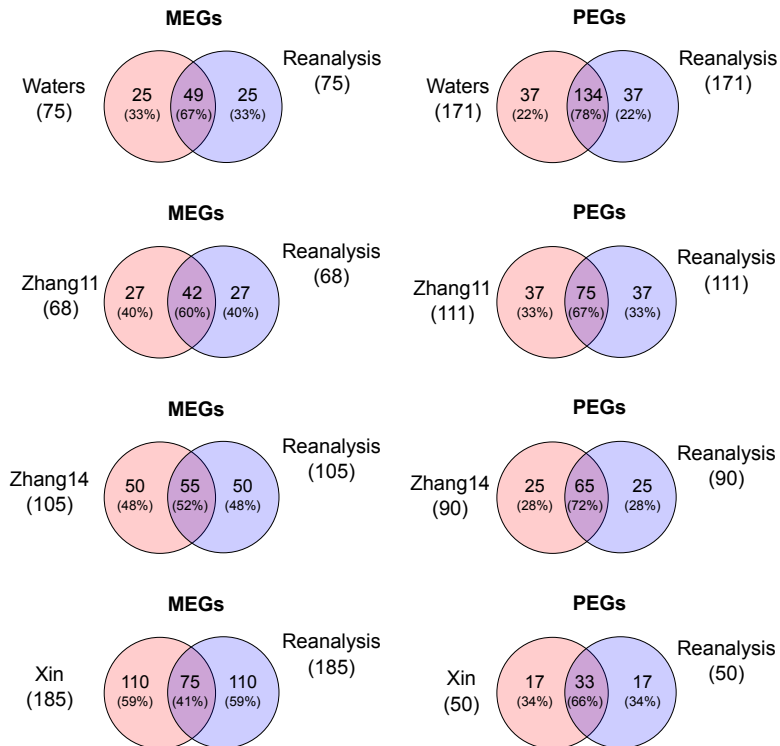 MEGs
Waters
(75)
25
(33%)
49
(67%)
25
(33%)
Reanalysis
(75)
PEGs
Waters
(171)
37
(22%)
134
(78%)
37
(22%)
Reanalysis
(171)
MEGs
Zhang11
(68)
27
(40%)
42
(60%)
27
(40%)
Reanalysis
(68)
PEGs
Zhang11
(111)
37
(33%)
75
(67%)
37
(33%)
Reanalysis
(111)
MEGs
Zhang14
(105)
50
(48%)
55
(52%)
50
(48%)
Reanalysis
(105)
PEGs
Zhang14
(90)
25
(28%)
65
(72%)
25
(28%)
Reanalysis
(90)
MEGs
Xin
(185)
110
(59%)
75
(41%)
110
(59%)
Reanalysis
(185)
PEGs
Xin
(50)
17
(34%)
33
(66%)
17
(34%)
Reanalysis
(50)